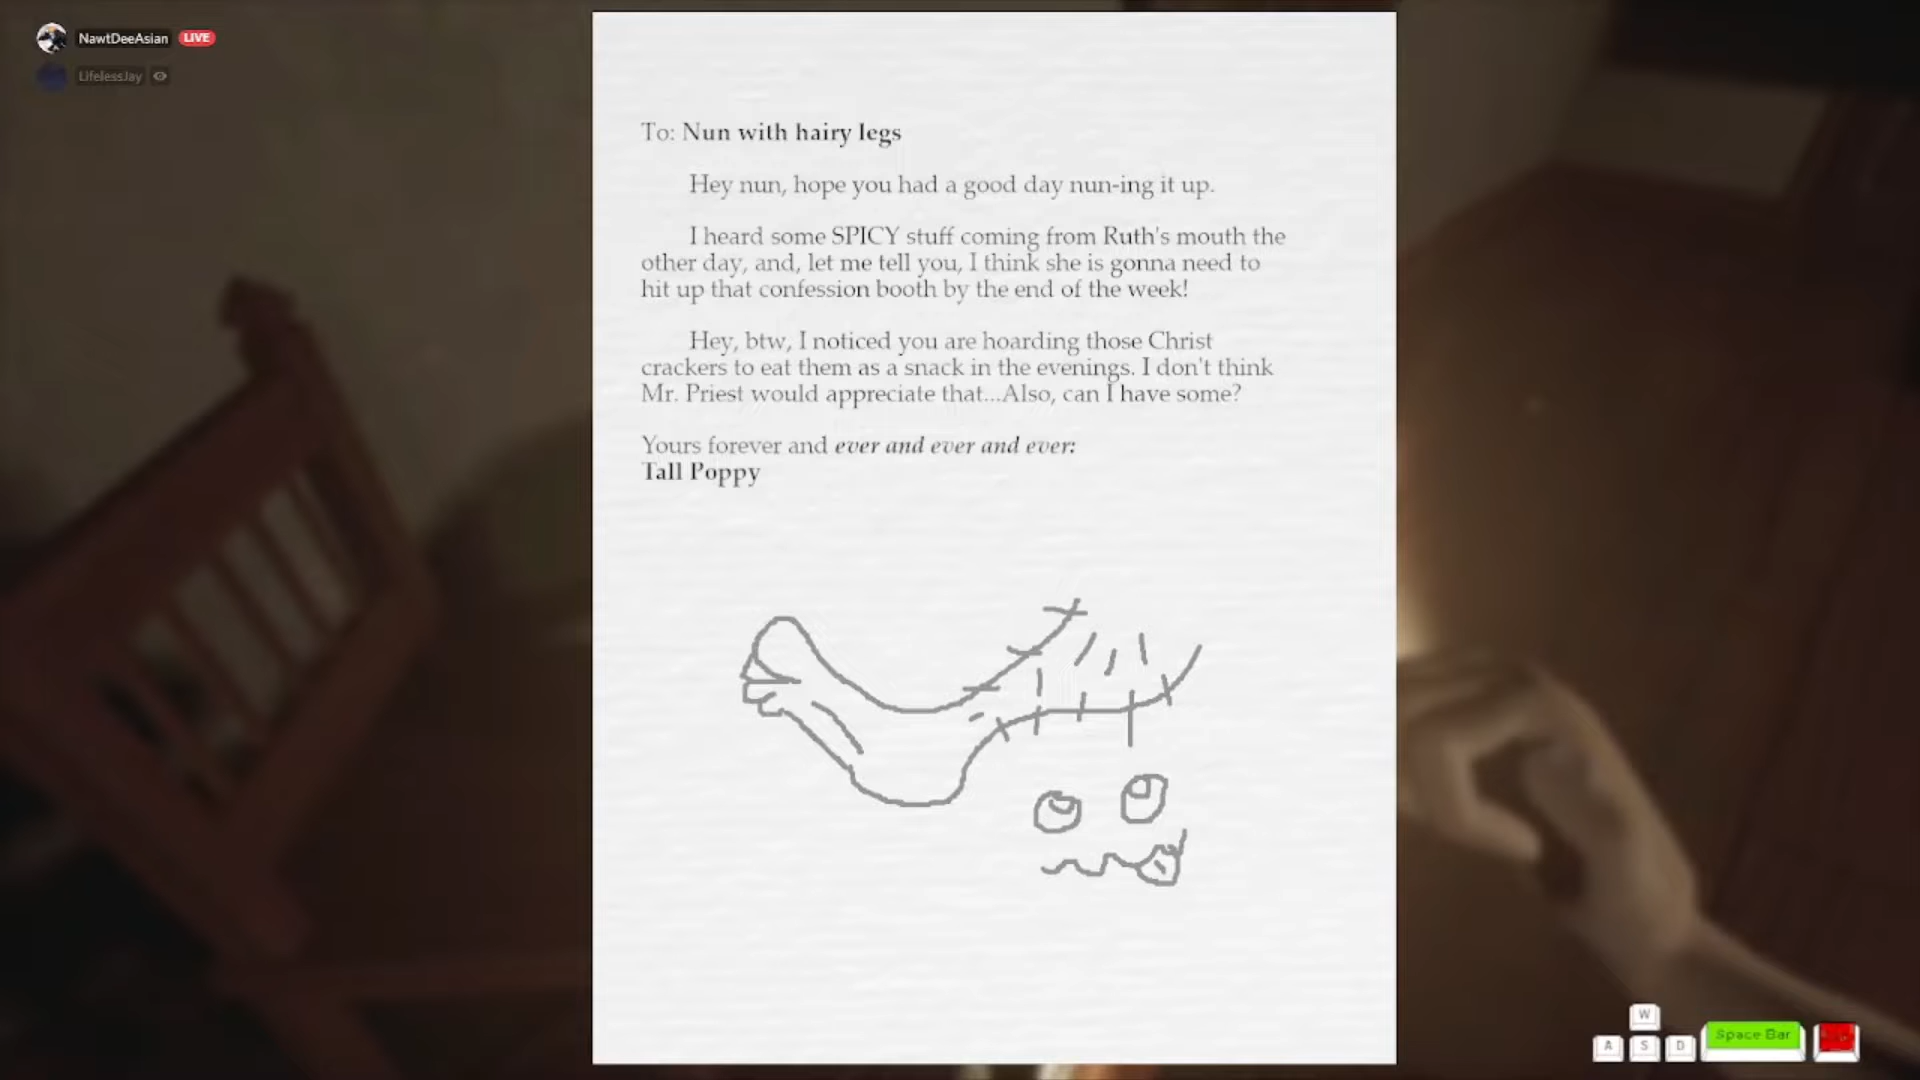 NawtDeeAsian LIVE
LifelessJay
To: Nun with hairy legs
Hey nun, hope you had a good day nun-ing it up.
I heard some SPICY stuff coming from Ruth's mouth the
other day, and, let me tell you, I think she is gonna need to
hit up that confession booth by the end of the week!
Hey, btw, I noticed you are hoarding those Christ
crackers to eat them as a snack in the evenings. I don't think
Mr. Priest would appreciate that...Also, can I have some?
Yours forever and ever and ever and ever:
Tall Poppy
W
A S D Space Bar